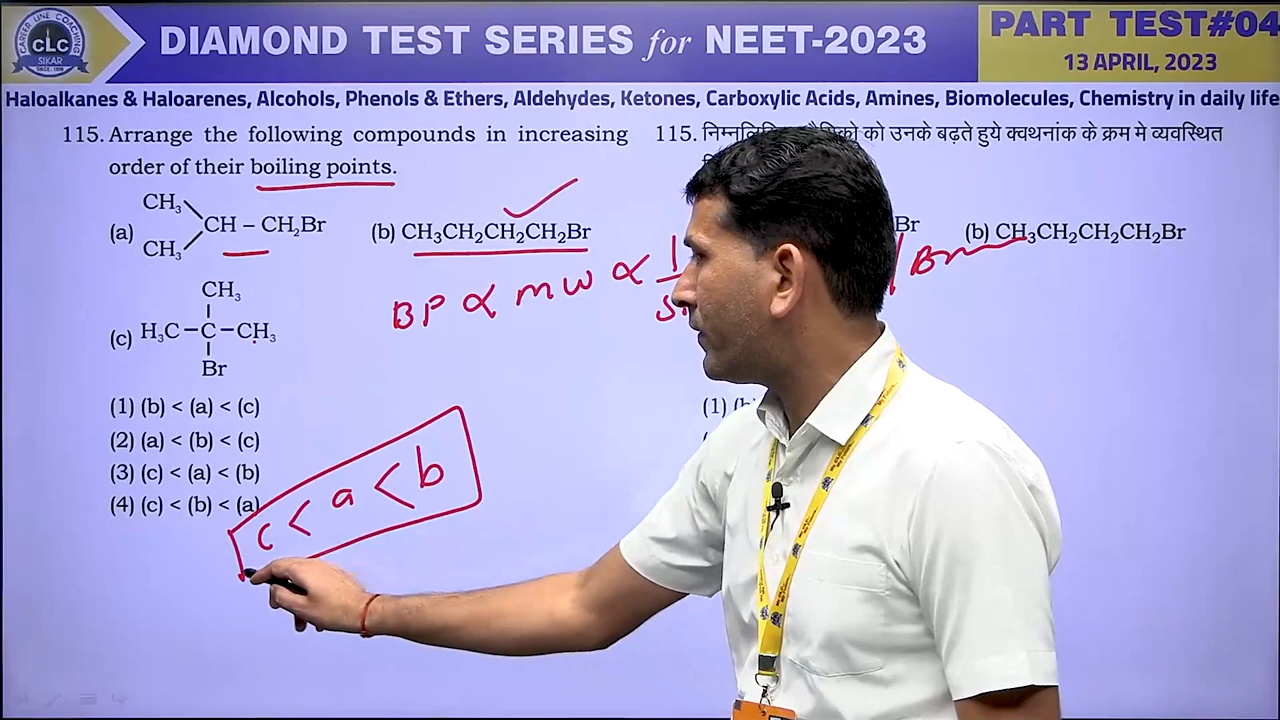 CAREER LINE COACHING
CLC
SIKAR
DIAMOND TEST SERIES for NEET-2023
PART TEST#04
13 APRIL, 2023
Haloalkanes & Haloarenes, Alcohols, Phenols & Ethers, Aldehydes, Ketones, Carboxylic Acids, Amines, Biomolecules, Chemistry in daily life
115. Arrange the following compounds in increasing
order of their boiling points.
(a) CH₃ CH₃ CH – CH₂Br
(b) CH₃CH₂CH₂CH₂Br
BP ∝ MW ∝ 1
CH₃
(c) H₃C – C – CH₃
Br
(1) (b) < (a) < (c)
(2) (a) < (b) < (c)
(3) (c) < (a) < (b)
(4) (c) < (b) < (a)
c < a < b
115. को उनके बढ़ते हुये क्वथनांक के क्रम मे व्यवस्थित
Br
(b) CH₃CH₂CH₂CH₂Br
(1)